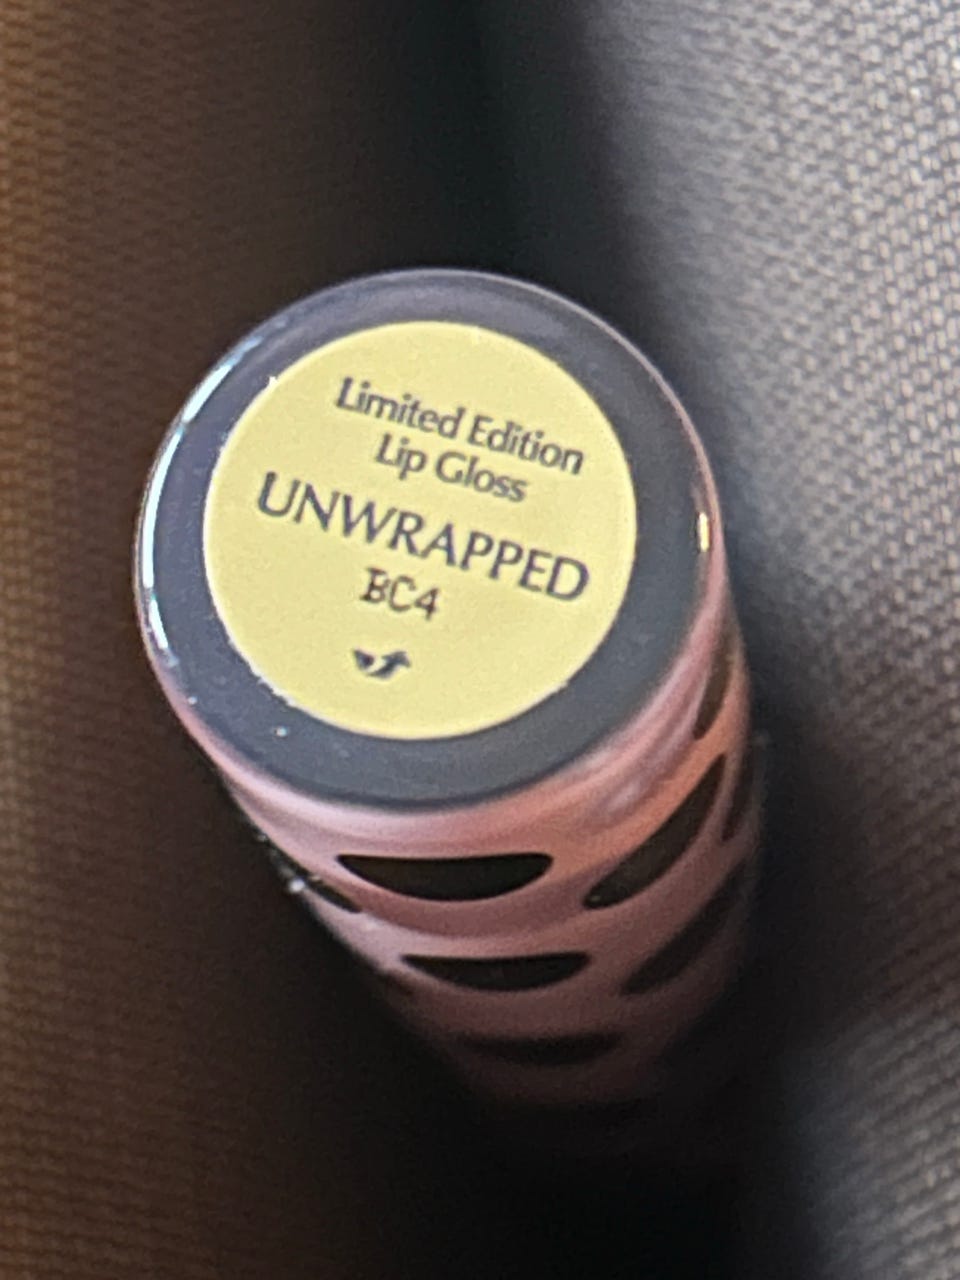 Limited Edition
Lip Gloss
UNWRAPPED
BC4